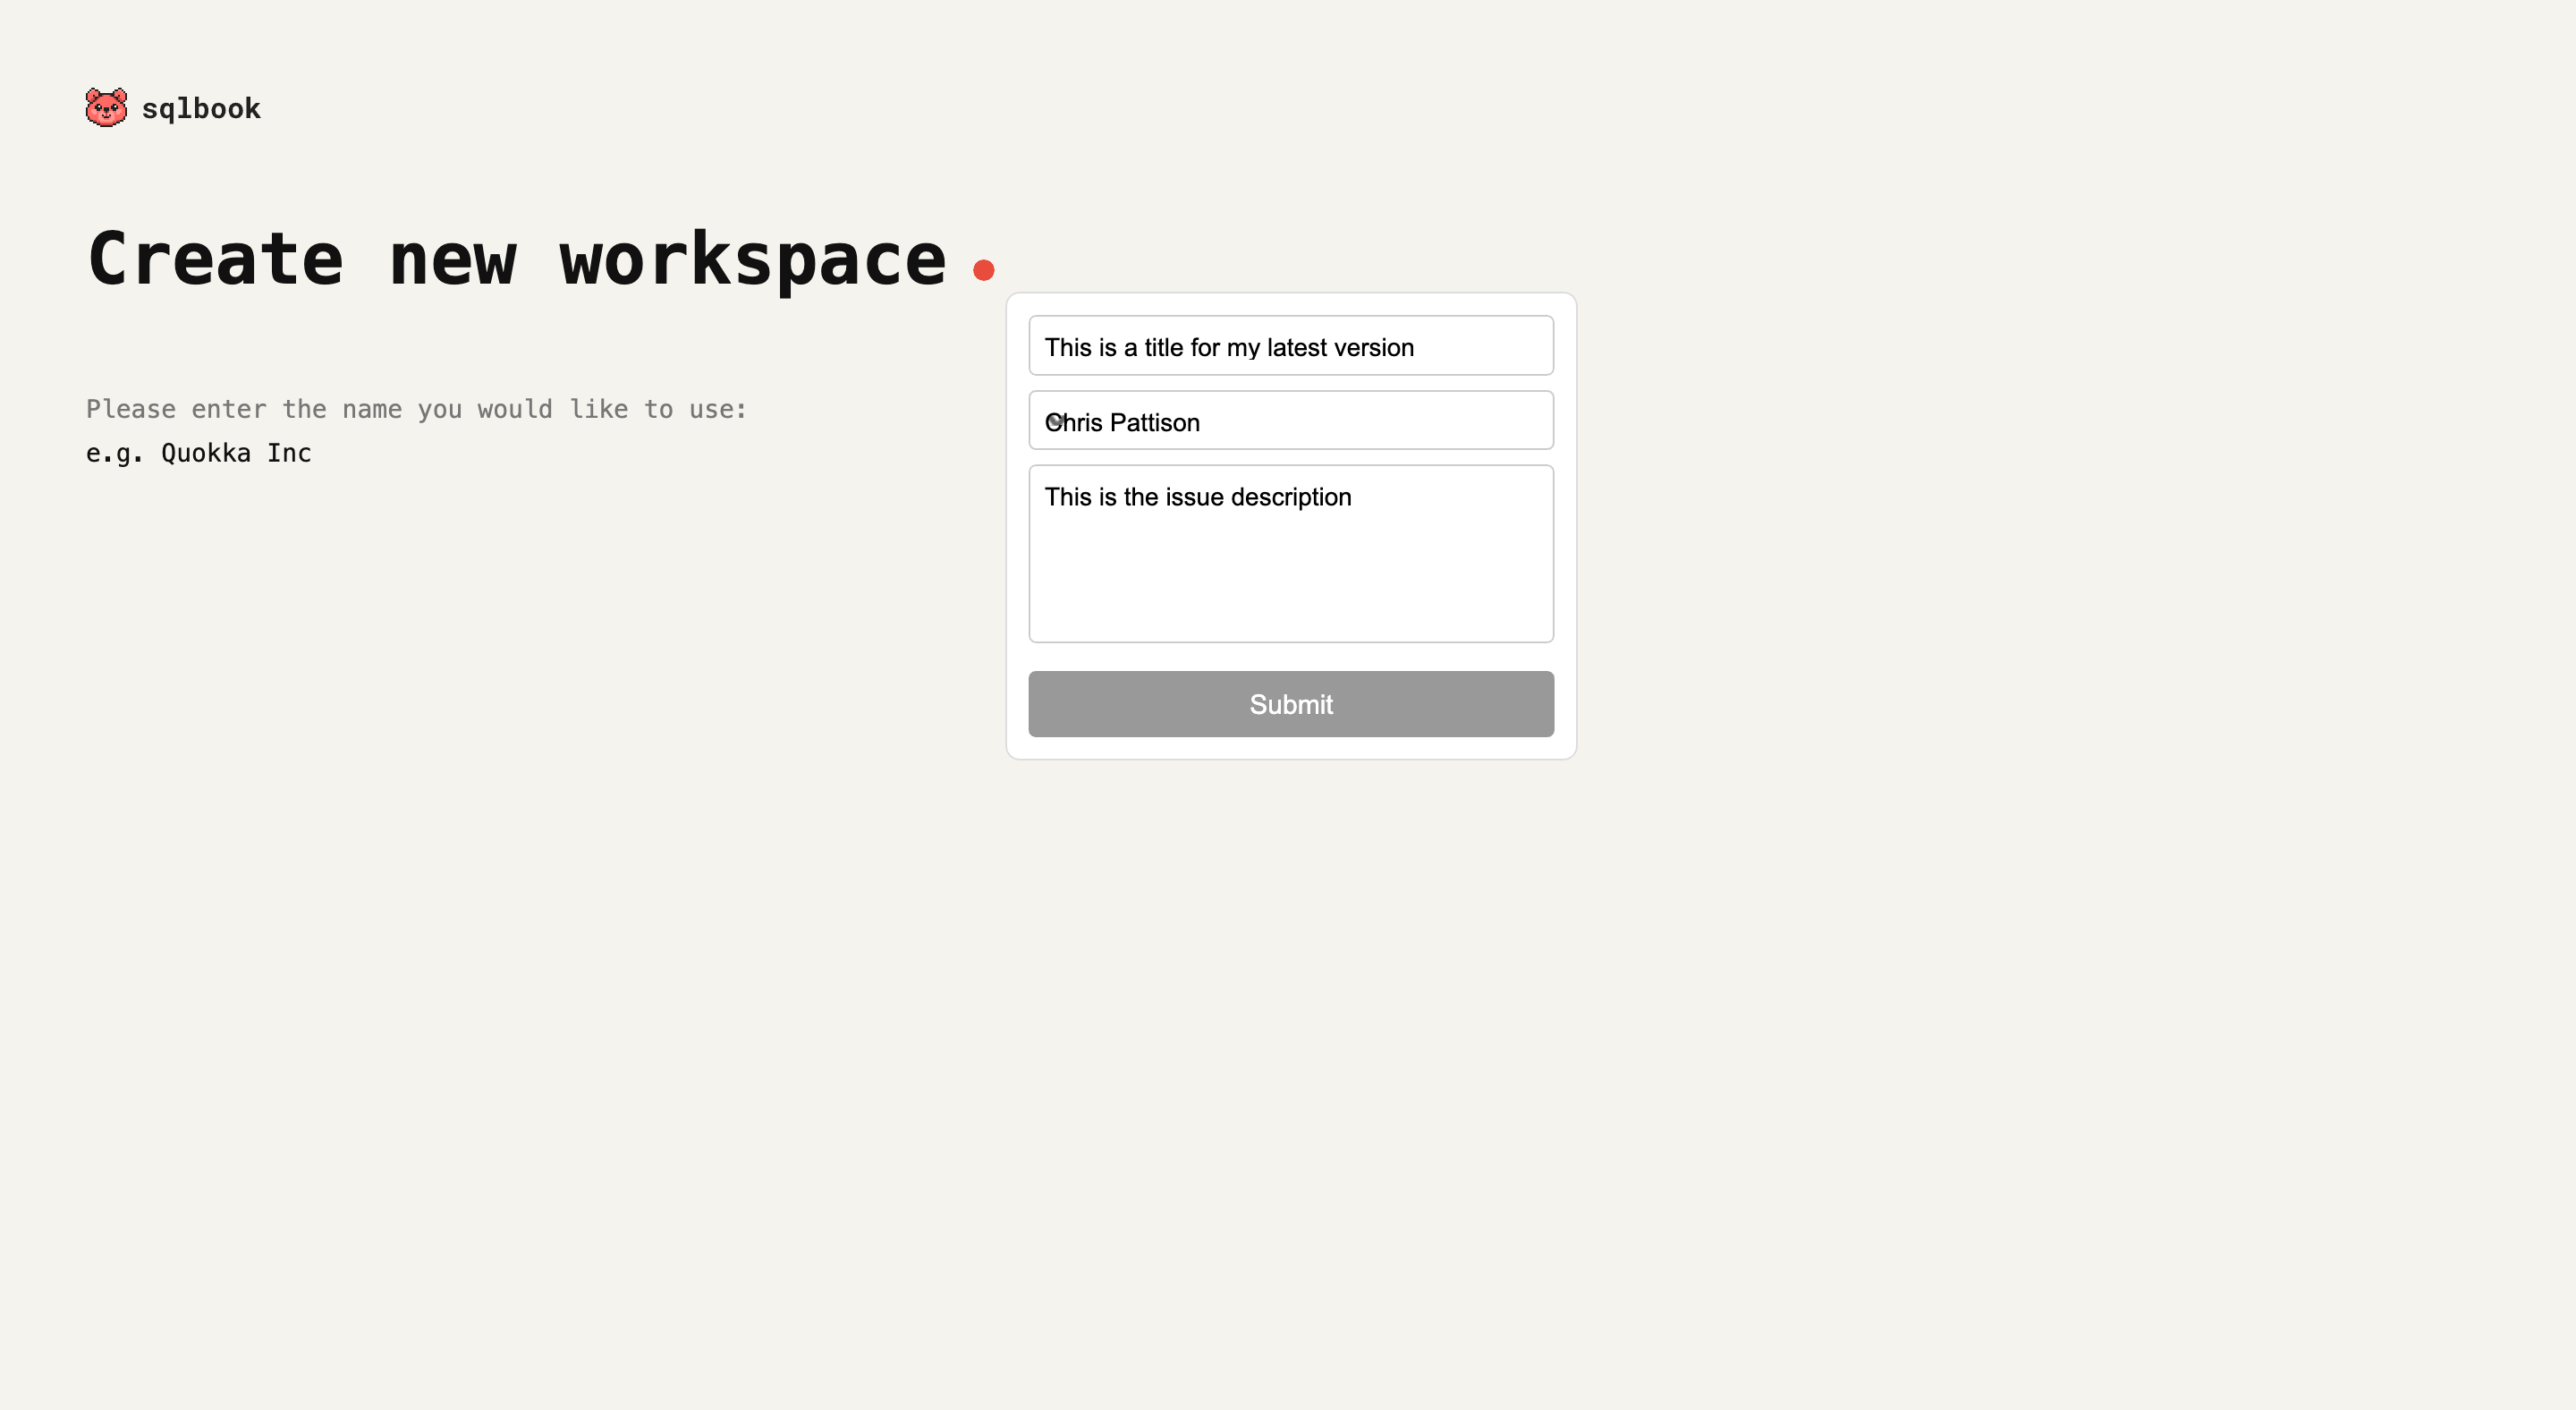 sqlbook
Create new workspace
Please enter the name you would like to use:
e.g. Quokka Inc
This is a title for my latest version
Chris Pattison
This is the issue description
Submit